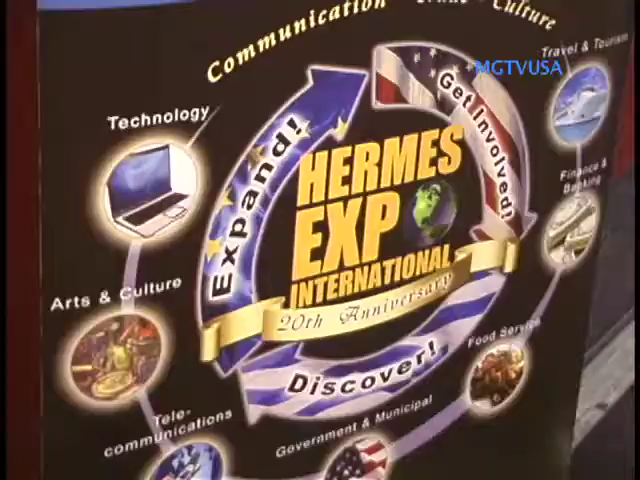 Communication Trade Culture
MGTVUSA
Travel & Tourism
Technology
Expand!
Get Involved!
HERMES
EXP
INTERNATIONAL
20th Anniversary
Finance &
Banking
Arts & Culture
Discover!
Food Service
Tele-
communications
Government & Municipal